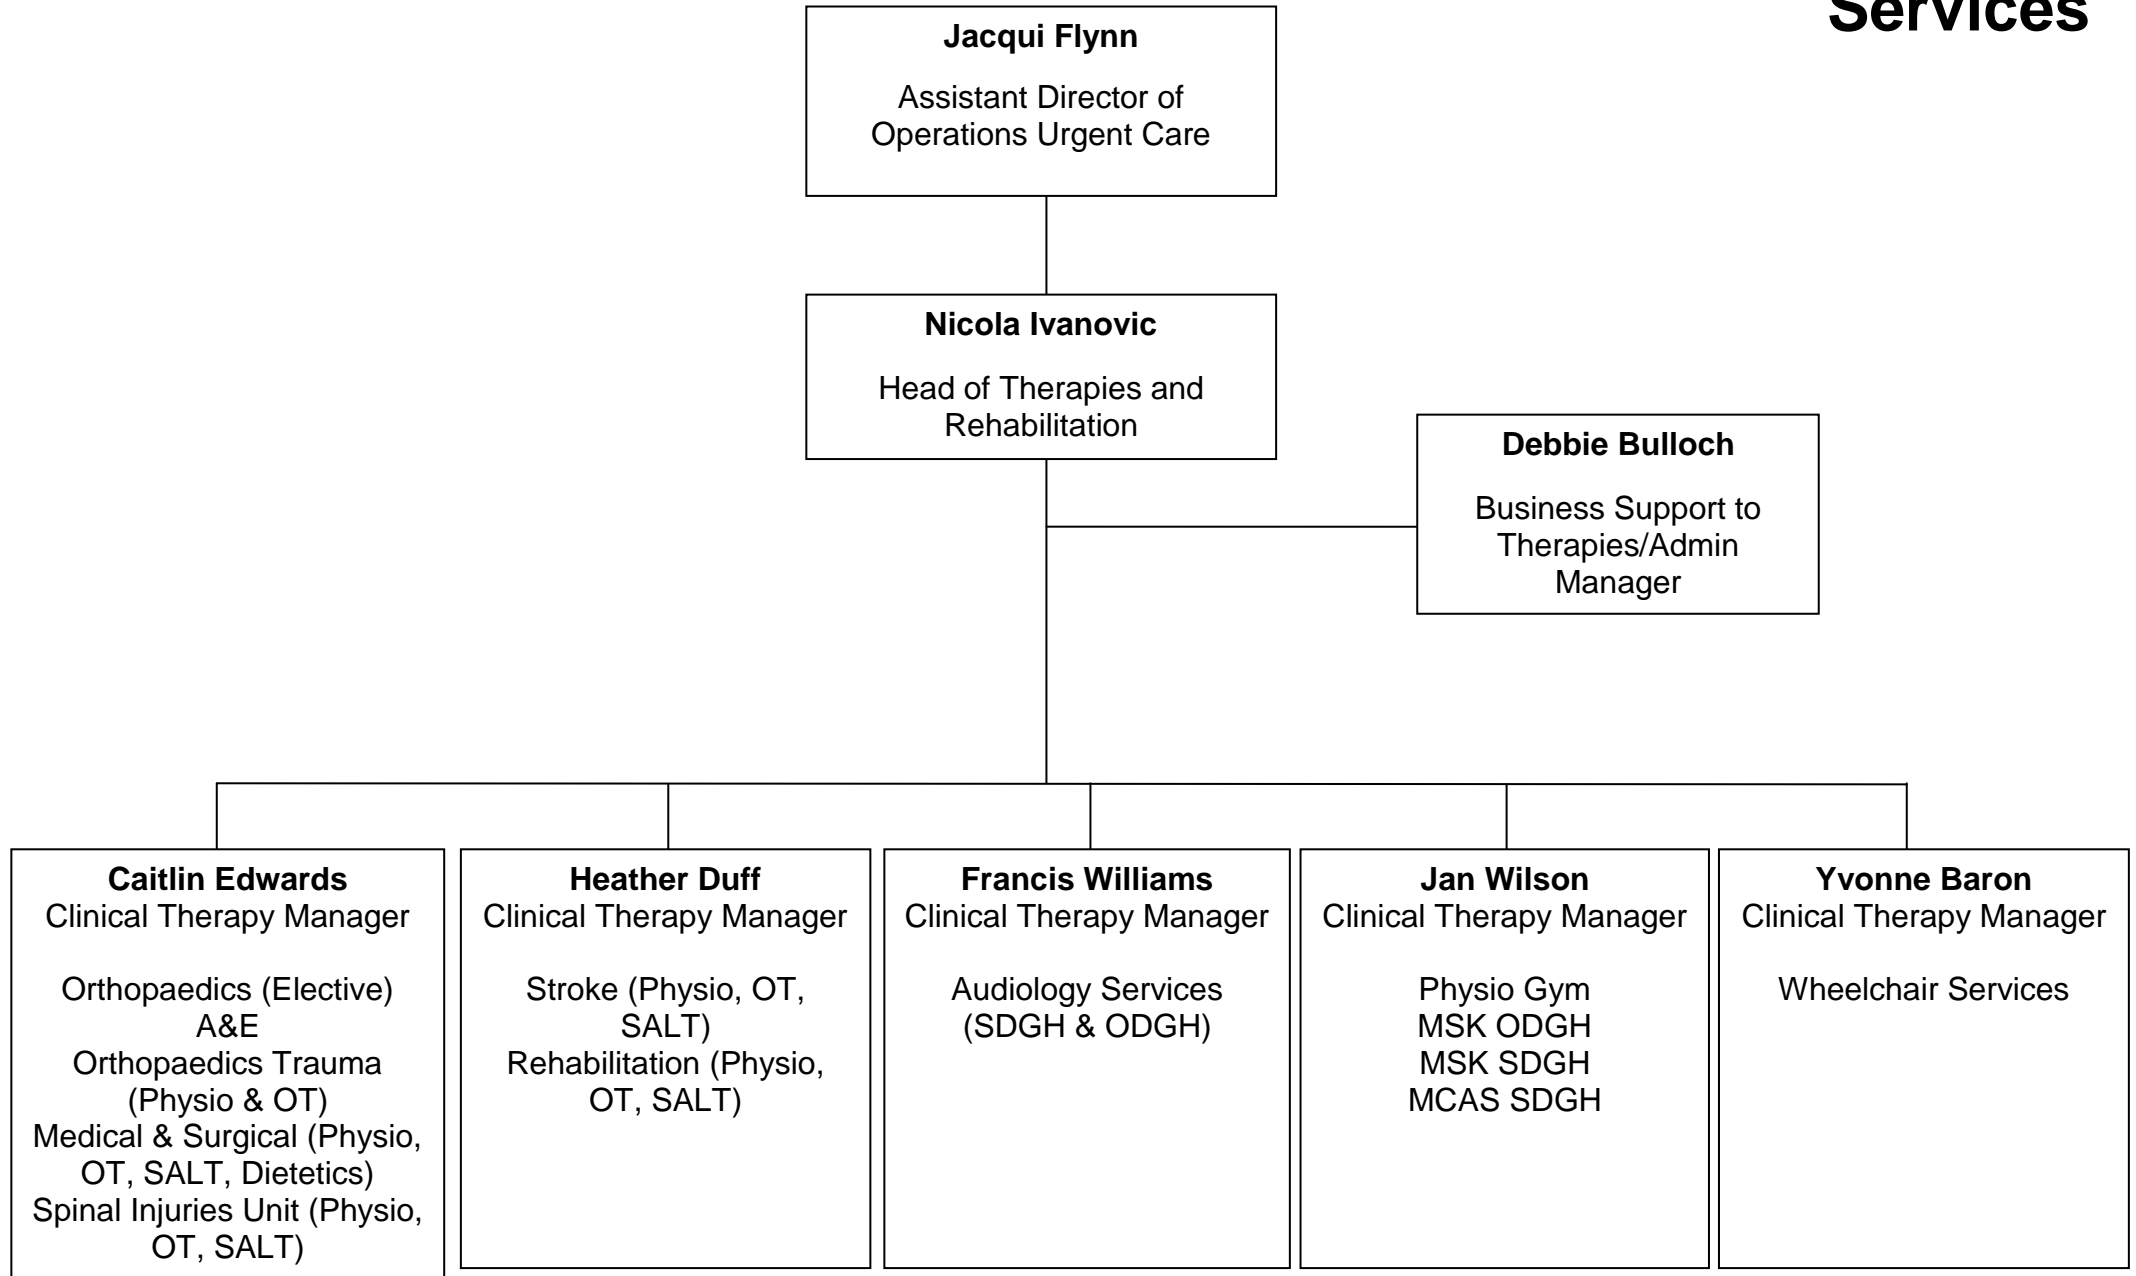 Services
Jacqui Flynn
Assistant Director of
Operations Urgent Care
Nicola Ivanovic
Head of Therapies and
Rehabilitation
Debbie Bulloch
Business Support to
Therapies/Admin
Manager
Caitlin Edwards
Clinical Therapy Manager
Orthopaedics (Elective)
A&E
Orthopaedics Trauma
(Physio & OT)
Medical & Surgical (Physio,
OT, SALT, Dietetics)
Spinal Injuries Unit (Physio,
OT, SALT)
Heather Duff
Clinical Therapy Manager
Stroke (Physio, OT,
SALT)
Rehabilitation (Physio,
OT, SALT)
Francis Williams
Clinical Therapy Manager
Audiology Services
(SDGH & ODGH)
Jan Wilson
Clinical Therapy Manager
Physio Gym
MSK ODGH
MSK SDGH
MCAS SDGH
Yvonne Baron
Clinical Therapy Manager
Wheelchair Services